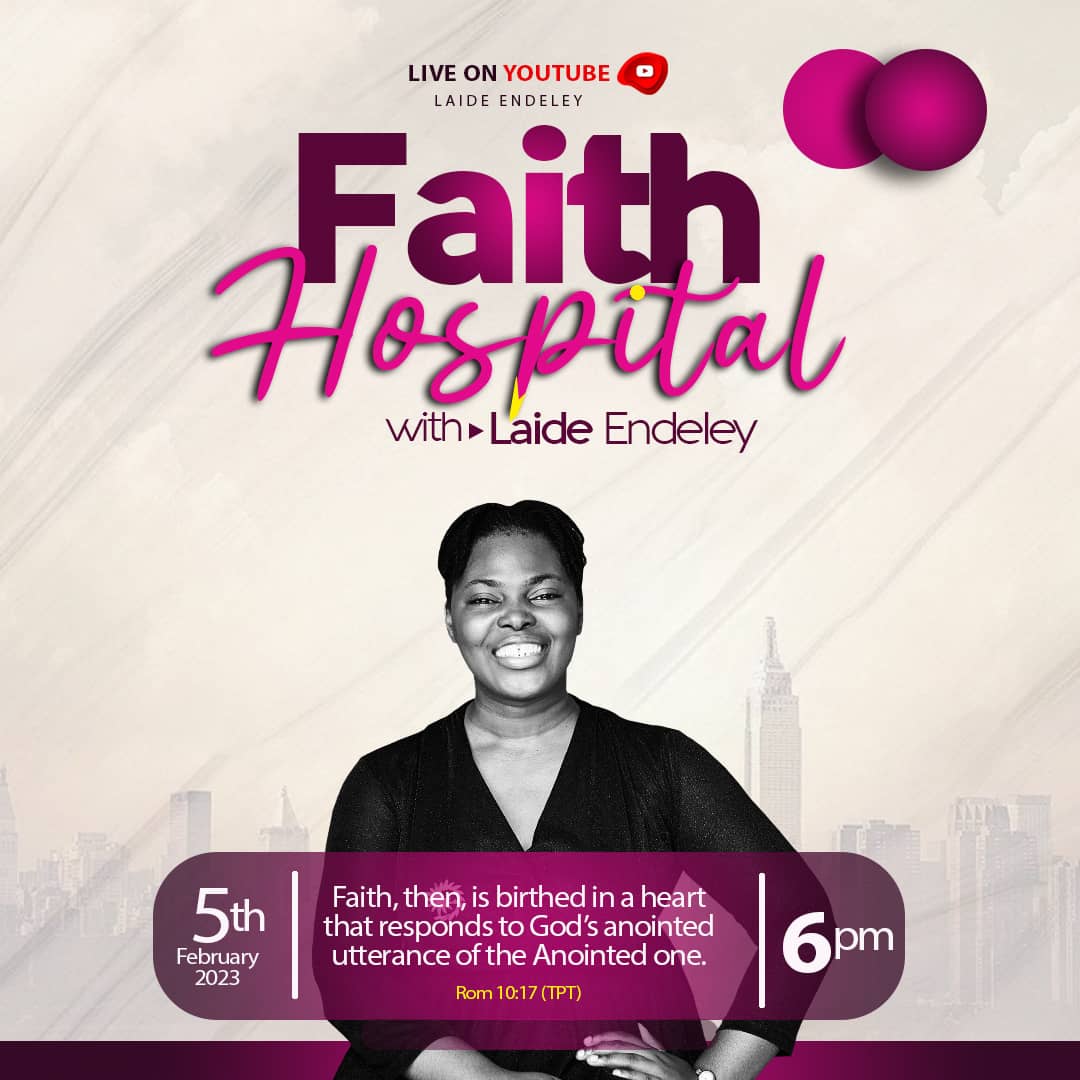 LIVE ON YOUTUBE
LAIDE ENDELEY
Faith
Hospital
with Laide Endeley
5th
February
2023
Faith, then, is birthed in a heart
that responds to God's anointed
utterance of the Anointed one.
Rom 10:17 (TPT)
6pm